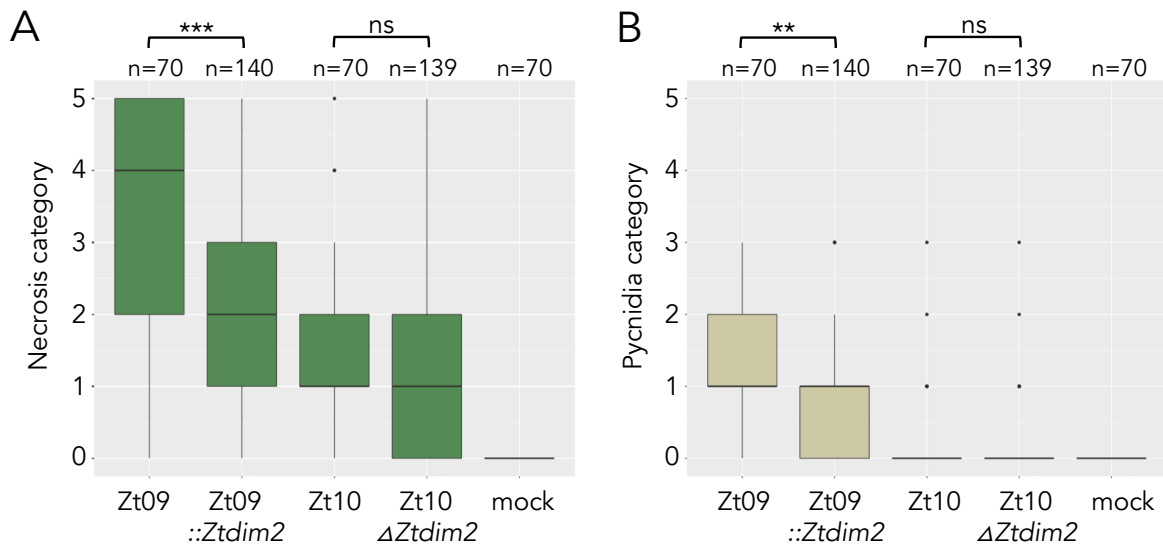 A
*** ns
n=70 n=140 n=70 n=139 n=70
Necrosis category
5
4
3
2
1
0
Zt09 Zt09 Zt10 Zt10 mock
::Ztdim2 ΔZtdim2
B
** ns
n=70 n=140 n=70 n=139 n=70
Pycnidia category
5
4
3
2
1
0
Zt09 Zt09 Zt10 Zt10 mock
::Ztdim2 ΔZtdim2